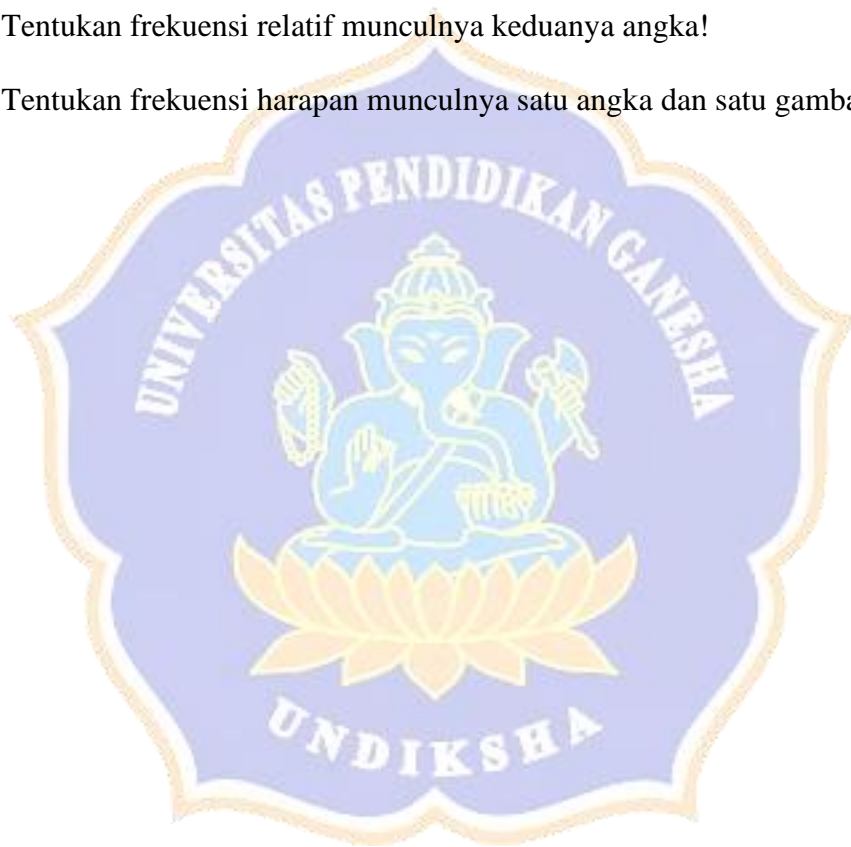 Tentukan frekuensi relatif munculnya keduanya angka!
Tentukan frekuensi harapan munculnya satu angka dan satu gamba
UNIVERSITAS PENDIDIKAN GANESHA
UNDIKSHA